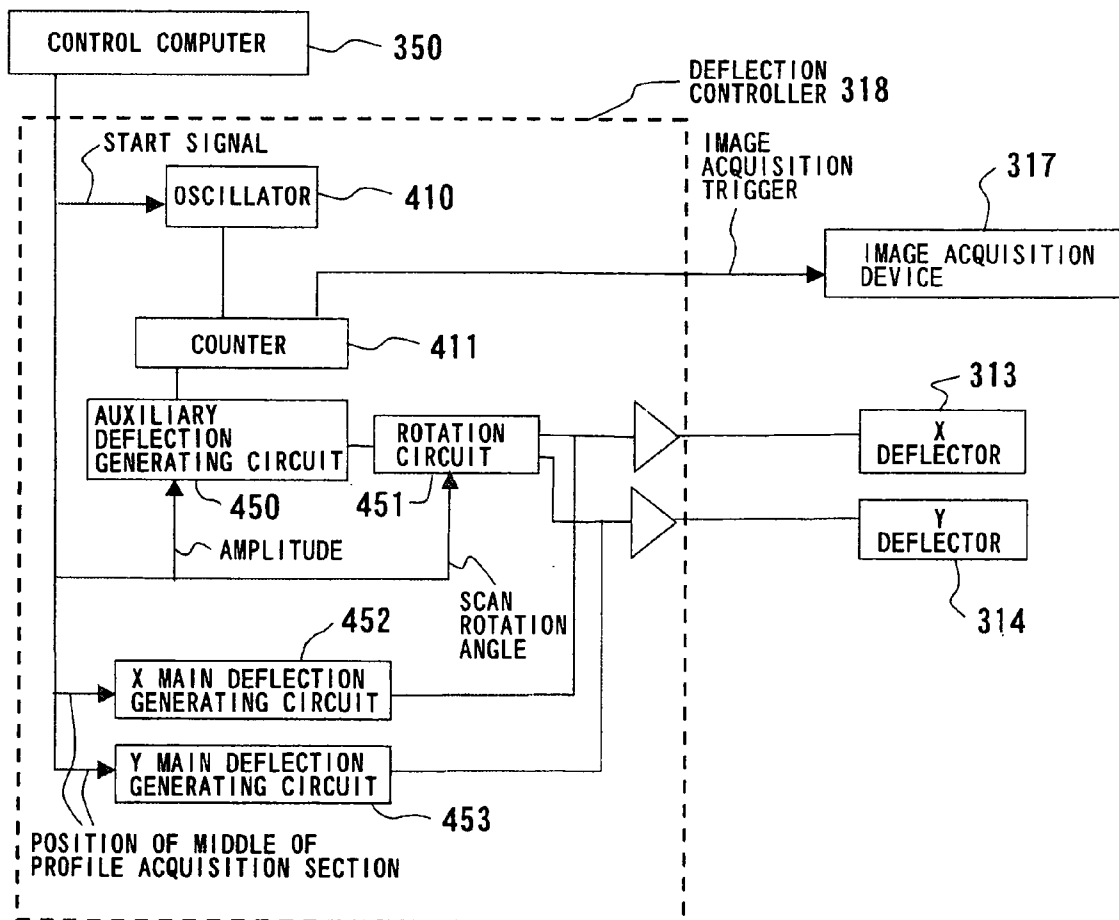 CONTROL COMPUTER
350
DEFLECTION
CONTROLLER 318
START SIGNAL
OSCILLATOR
410
IMAGE
ACQUISITION
TRIGGER
317
IMAGE ACQUISITION
DEVICE
COUNTER
411
AUXILIARY
DEFLECTION
GENERATING CIRCUIT
450
ROTATION
CIRCUIT
451
313
X
DEFLECTOR
Y
DEFLECTOR
314
AMPLITUDE
SCAN
ROTATION
ANGLE
452
X MAIN DEFLECTION
GENERATING CIRCUIT
Y MAIN DEFLECTION
GENERATING CIRCUIT
453
POSITION OF MIDDLE OF
PROFILE ACQUISITION SECTION